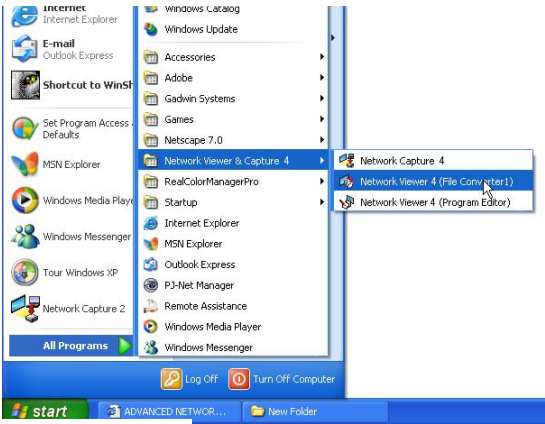 Internet
Internet Explorer
E-mail
Outlook Express
Shortcut to WinSh
Set Program Access
Defaults
MSN Explorer
Windows Media Playe
Windows Messenger
Tour Windows XP
Network Capture 2
All Programs
Windows Catalog
Windows Update
Accessories
Adobe
Gadwin Systems
Games
Netscape 7.0
Network Viewer & Capture 4
RealColorManagerPro
Startup
Internet Explorer
MSN Explorer
Outlook Express
PJ-Net Manager
Remote Assistance
Windows Media Player
Windows Messenger
Network Capture 4
Network Viewer 4 (File Converter1)
Network Viewer 4 (Program Editor)
Log Off
Turn Off Computer
start
ADVANCED NETWOR...
New Folder